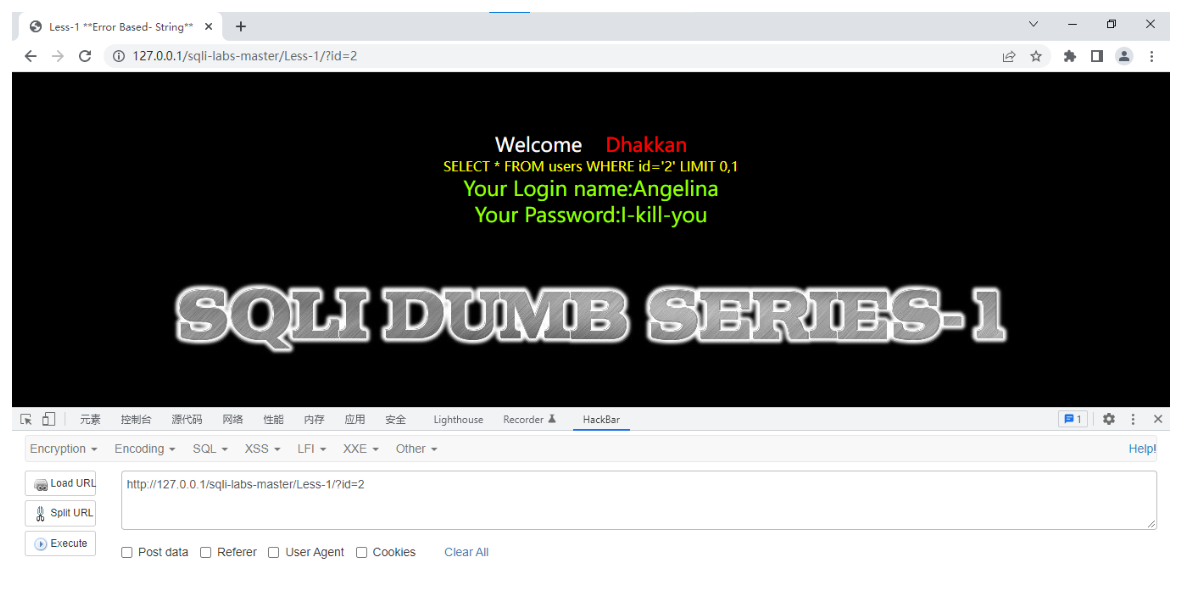 Less-1 **Error Based- String**
127.0.0.1/sqli-labs-master/Less-1/?id=2
Welcome Dhakkan
SELECT * FROM users WHERE id='2' LIMIT 0,1
Your Login name:Angelina
Your Password:I-kill-you
SQLI DUMB SERIES-1
元素 控制台 源代码 网络 性能 内存 应用 安全 Lighthouse Recorder HackBar 1
Encryption Encoding SQL XSS LFI XXE Other Help!
Load URL http://127.0.0.1/sqli-labs-master/Less-1/?id=2
Split URL
Execute
Post data Referer User Agent Cookies Clear All